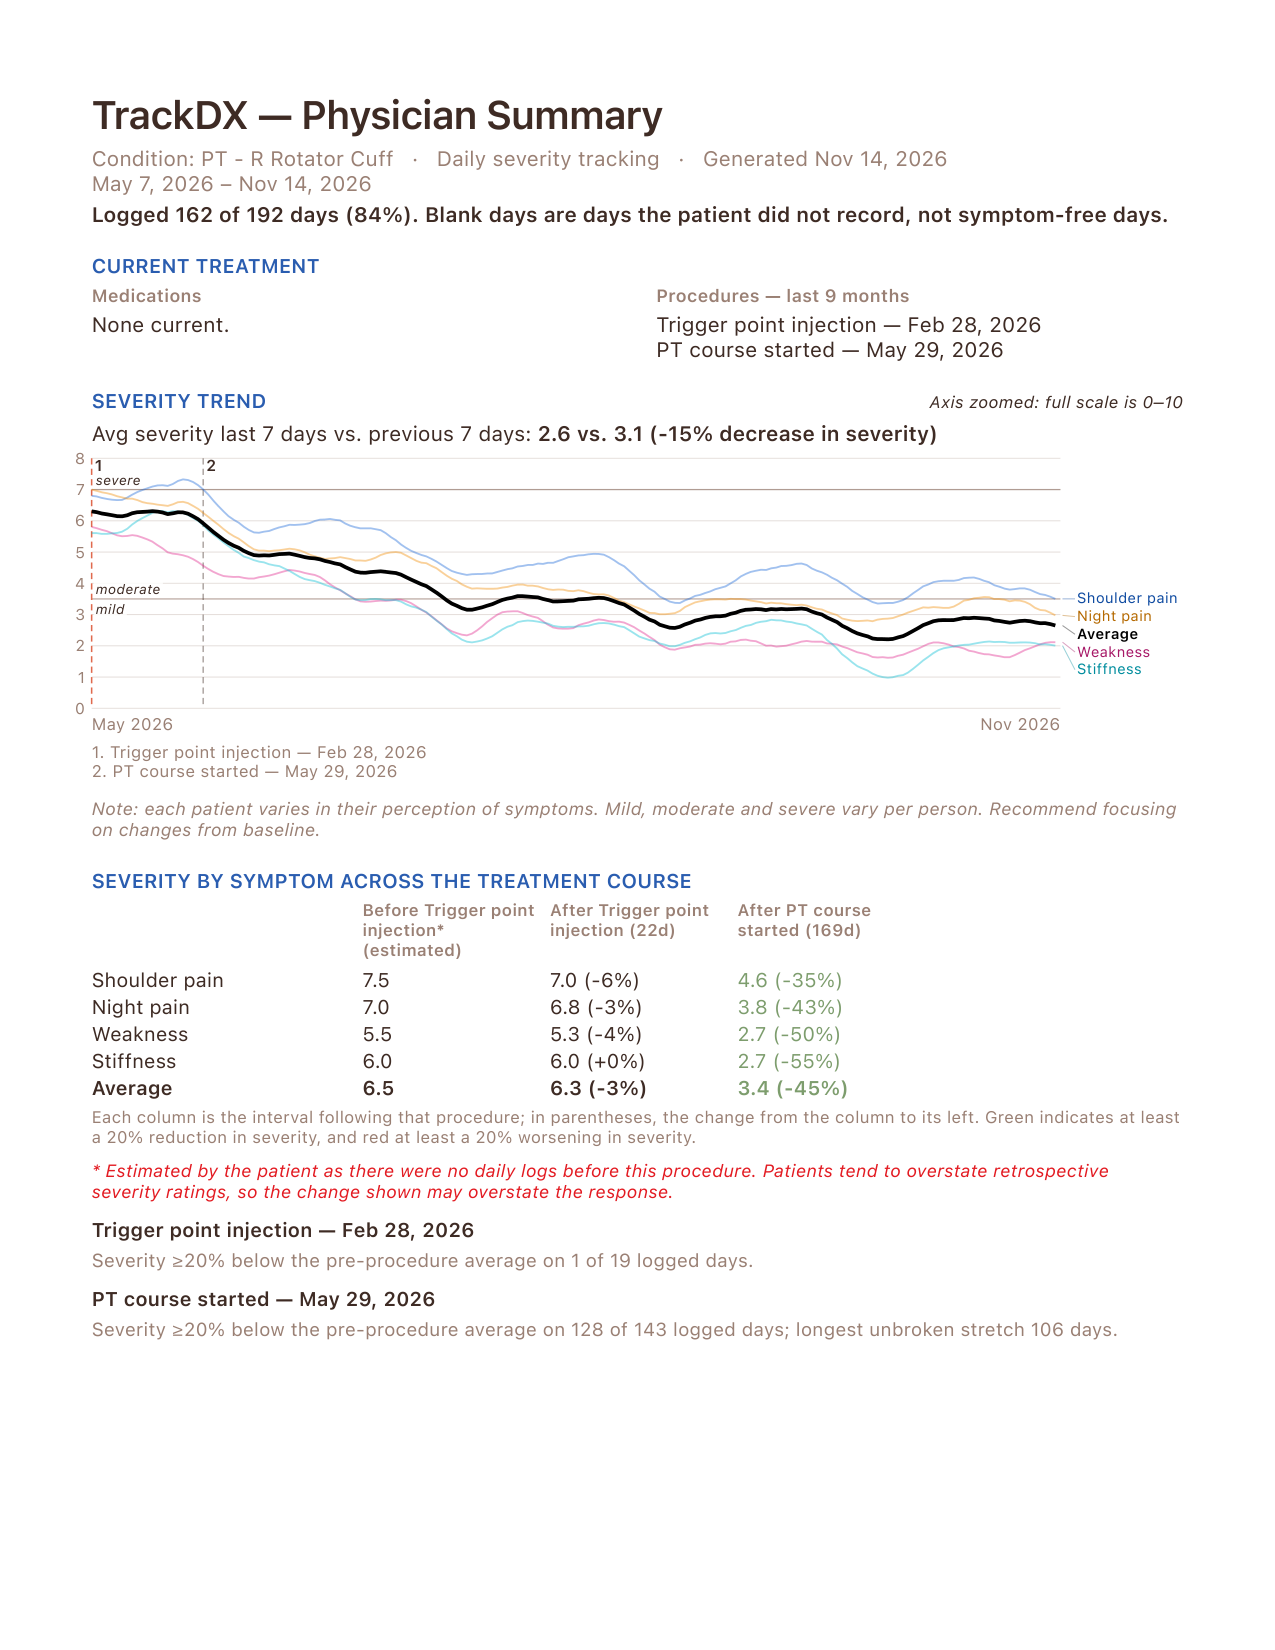 TrackDX — Physician Summary
Condition: PT - R Rotator Cuff · Daily severity tracking · Generated Nov 14, 2026
May 7, 2026 – Nov 14, 2026
Logged 162 of 192 days (84%). Blank days are days the patient did not record, not symptom-free days.
CURRENT TREATMENT
Medications
None current.
Procedures — last 9 months
Trigger point injection — Feb 28, 2026
PT course started — May 29, 2026
SEVERITY TREND
Axis zoomed: full scale is 0–10
Avg severity last 7 days vs. previous 7 days: 2.6 vs. 3.1 (-15% decrease in severity)
8
7
6
5
4
3
2
1
0
1
2
severe
moderate
mild
Shoulder pain
Night pain
Average
Weakness
Stiffness
May 2026
Nov 2026
1. Trigger point injection — Feb 28, 2026
2. PT course started — May 29, 2026
Note: each patient varies in their perception of symptoms. Mild, moderate and severe vary per person. Recommend focusing
on changes from baseline.
SEVERITY BY SYMPTOM ACROSS THE TREATMENT COURSE
Before Trigger point After Trigger point After PT course
injection* injection (22d) started (169d)
(estimated)
Shoulder pain 7.5 7.0 (-6%) 4.6 (-35%)
Night pain 7.0 6.8 (-3%) 3.8 (-43%)
Weakness 5.5 5.3 (-4%) 2.7 (-50%)
Stiffness 6.0 6.0 (+0%) 2.7 (-55%)
Average 6.5 6.3 (-3%) 3.4 (-45%)
Each column is the interval following that procedure; in parentheses, the change from the column to its left. Green indicates at least
a 20% reduction in severity, and red at least a 20% worsening in severity.
* Estimated by the patient as there were no daily logs before this procedure. Patients tend to overstate retrospective
severity ratings, so the change shown may overstate the response.
Trigger point injection — Feb 28, 2026
Severity ≥20% below the pre-procedure average on 1 of 19 logged days.
PT course started — May 29, 2026
Severity ≥20% below the pre-procedure average on 128 of 143 logged days; longest unbroken stretch 106 days.